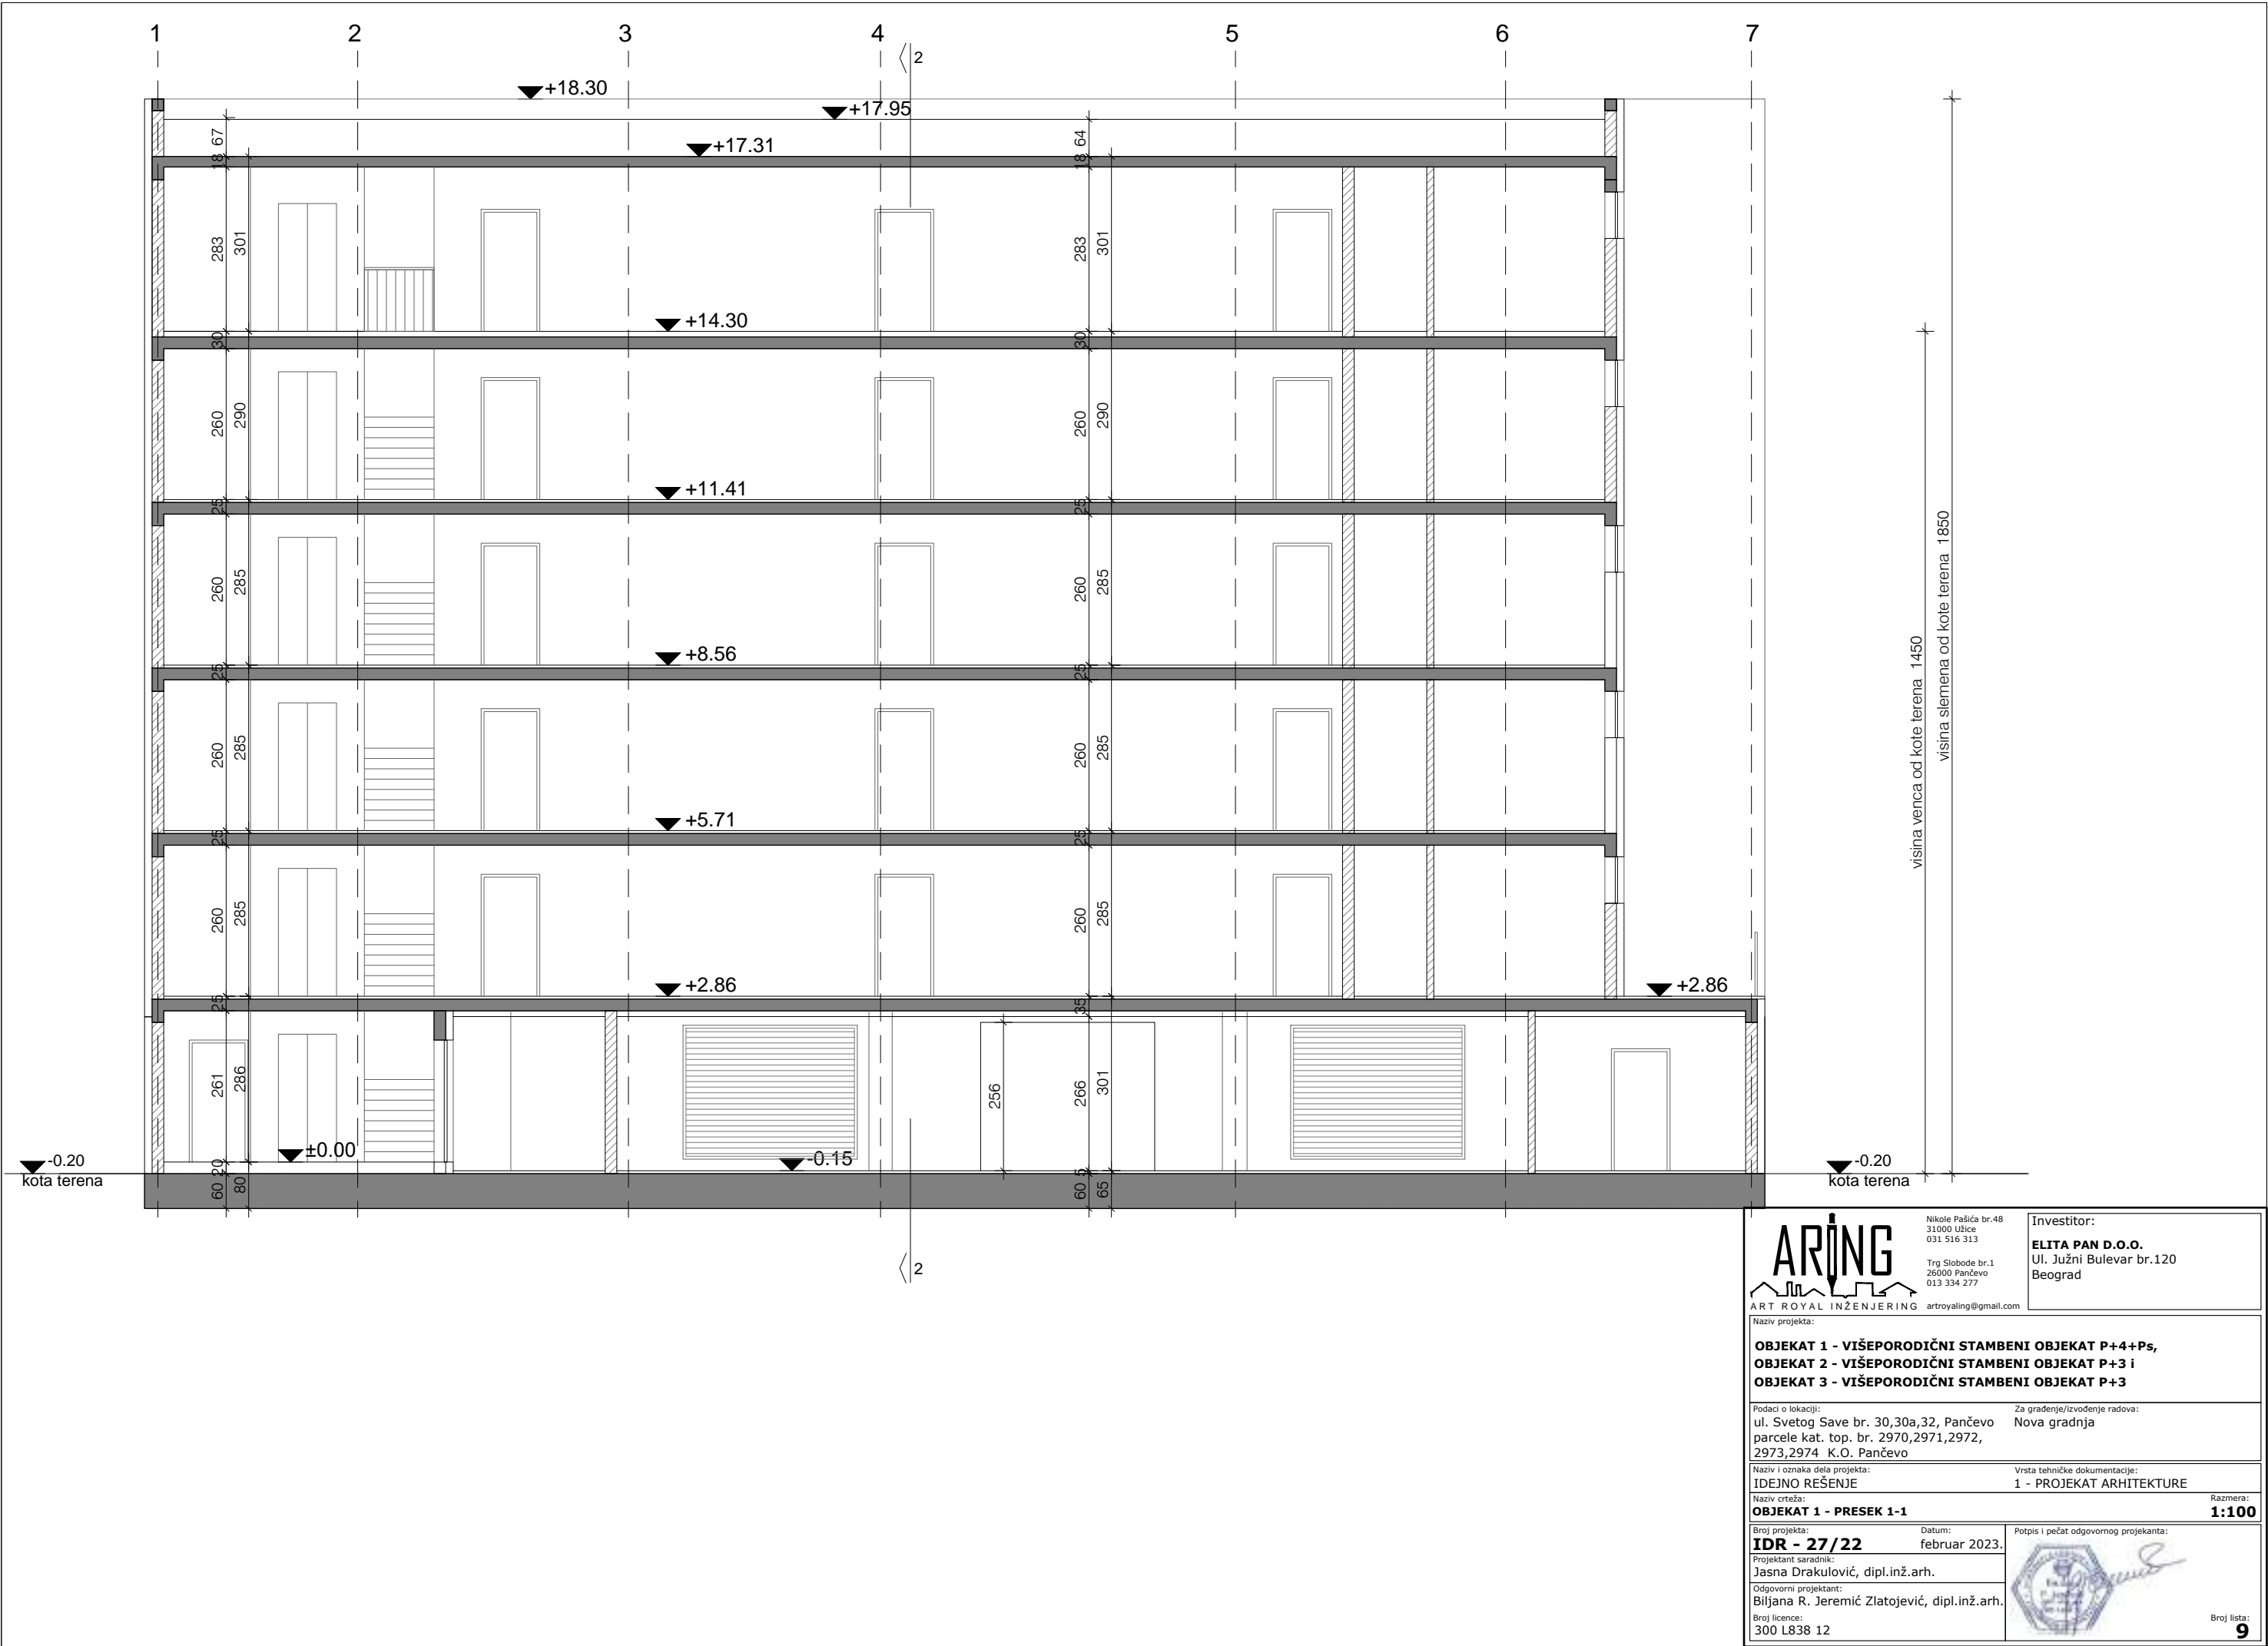 1 2 3 4 5 6 7
2
+18.30
+17.95
+17.31
67
18
64
18
283
301
283
301
+14.30
30
30
260
290
260
290
+11.41
25
25
260
285
260
285
+8.56
25
25
260
285
260
285
+5.71
25
25
260
285
260
285
+2.86
+2.86
25
35
261
286
256
266
301
±0.00
-0.15
-0.20
kota terena
-0.20
kota terena
20
60
80
5
60
65
2
visina venca od kote terena 1450
visina slemena od kote terena 1850
ARING
ART ROYAL INŽENJERING
Nikole Pašića br.48
31000 Užice
031 516 313
Trg Slobode br.1
26000 Pančevo
013 334 277
artroyaling@gmail.com
Investitor:
ELITA PAN D.O.O.
Ul. Južni Bulevar br.120
Beograd
Naziv projekta:
OBJEKAT 1 - VIŠEPORODIČNI STAMBENI OBJEKAT P+4+Ps,
OBJEKAT 2 - VIŠEPORODIČNI STAMBENI OBJEKAT P+3 i
OBJEKAT 3 - VIŠEPORODIČNI STAMBENI OBJEKAT P+3
Podaci o lokaciji:
ul. Svetog Save br. 30,30a,32, Pančevo
parcele kat. top. br. 2970,2971,2972,
2973,2974 K.O. Pančevo
Za građenje/izvođenje radova:
Nova gradnja
Naziv i oznaka dela projekta:
IDEJNO REŠENJE
Vrsta tehničke dokumentacije:
1 - PROJEKAT ARHITEKTURE
Naziv crteža:
OBJEKAT 1 - PRESEK 1-1
Razmera:
1:100
Broj projekta:
IDR - 27/22
Datum:
februar 2023.
Potpis i pečat odgovornog projekanta:
Projektant saradnik:
Jasna Drakulović, dipl.inž.arh.
Odgovorni projektant:
Biljana R. Jeremić Zlatojević, dipl.inž.arh.
Broj licence:
300 L838 12
Broj lista:
9